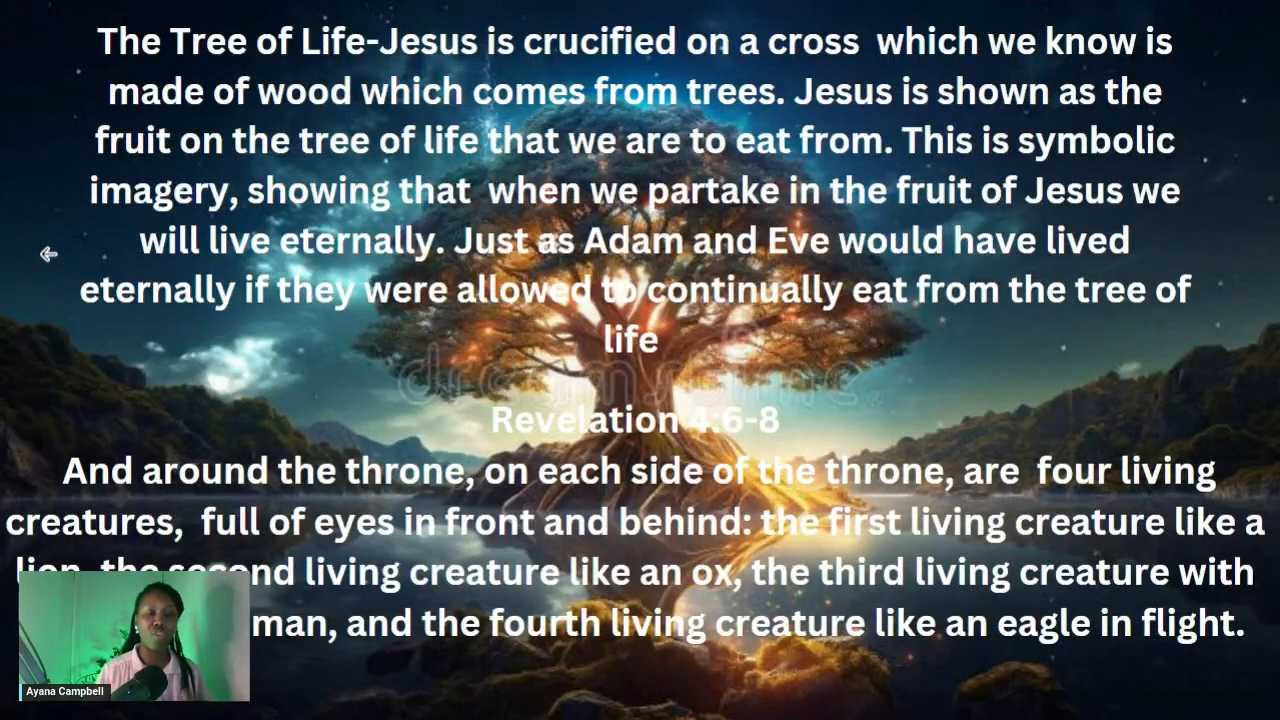 The Tree of Life-Jesus is crucified on a cross which we know is
made of wood which comes from trees. Jesus is shown as the
fruit on the tree of life that we are to eat from. This is symbolic
imagery, showing that when we partake in the fruit of Jesus we
will live eternally. Just as Adam and Eve would have lived
eternally if they were allowed to continually eat from the tree of
life
dreamstime.
Revelation 4:6-8
And around the throne, on each side of the throne, are four living
creatures, full of eyes in front and behind: the first living creature like a
lion, the second living creature like an ox, the third living creature with
man, and the fourth living creature like an eagle in flight.
Ayana Campbell